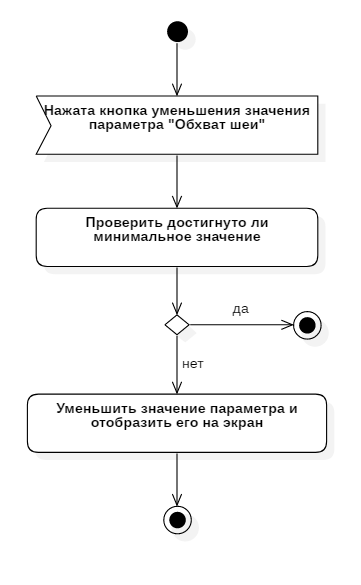 Нажата кнопка уменьшения значения
параметра "Обхват шеи"
Проверить достигнуто ли
минимальное значение
да
нет
Уменьшить значение параметра и
отобразить его на экран